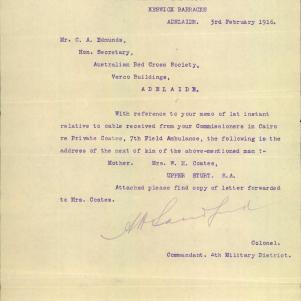 KESWICK BARRACKS
ADELAIDE. 3rd February 1916.
Mr. C. A. Edmunds,
Hon. Secretary,
Australian Red Cross Society,
Verco Buildings,
ADELAIDE.
With reference to your memo of 1st instant
relative to cable received from your Commissioners in Cairo
re Private Coates, 7th Field Ambulance, the following is the
address of the next of kin of the above-mentioned man :-
Mother. Mrs. W. H. Coates,
UPPER STURT. S.A.
Attached please find copy of letter forwarded
to Mrs. Coates.
Colonel.
Commandant. 4th Military District.